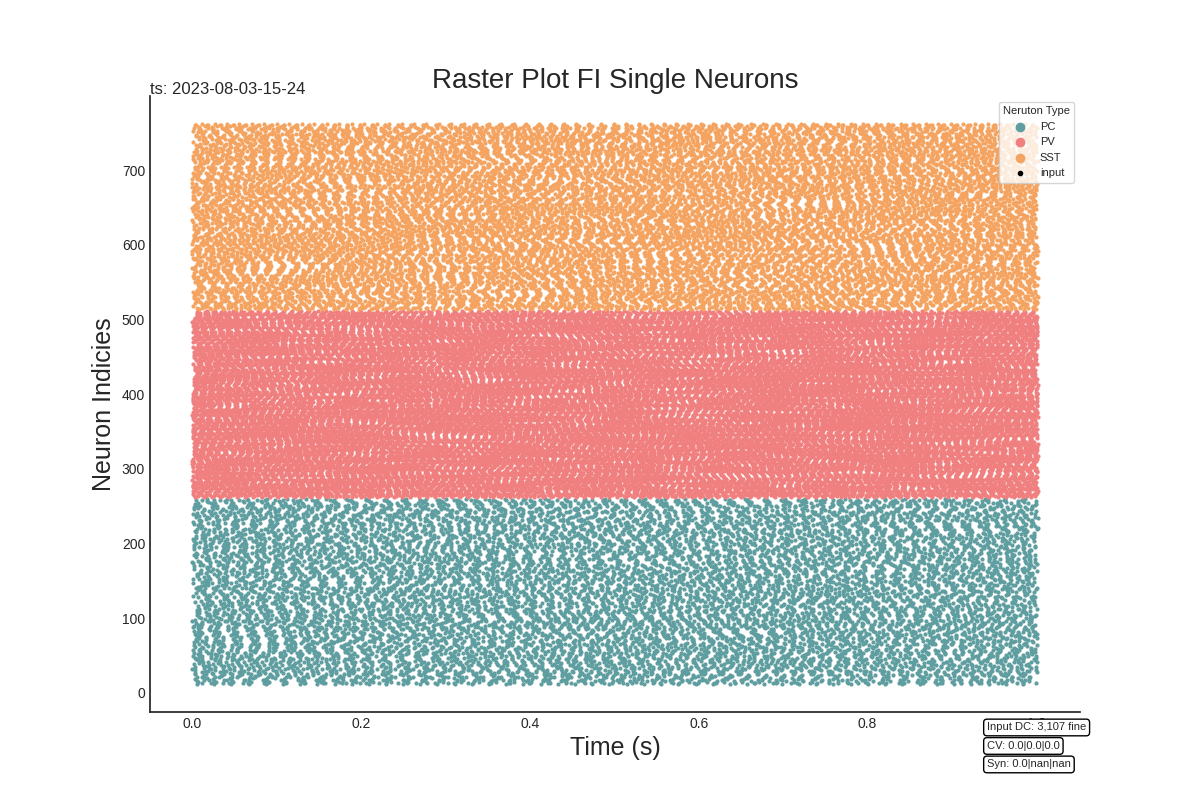 Raster Plot FI Single Neurons
ts: 2023-08-03-15-24
Neruton Type
PC
PV
SST
input
700
600
500
400
300
200
100
0
Neuron Indicies
0.0 0.2 0.4 0.6 0.8
Time (s)
Input DC: 3,107 fine
CV: 0.0|0.0|0.0
Syn: 0.0|nan|nan